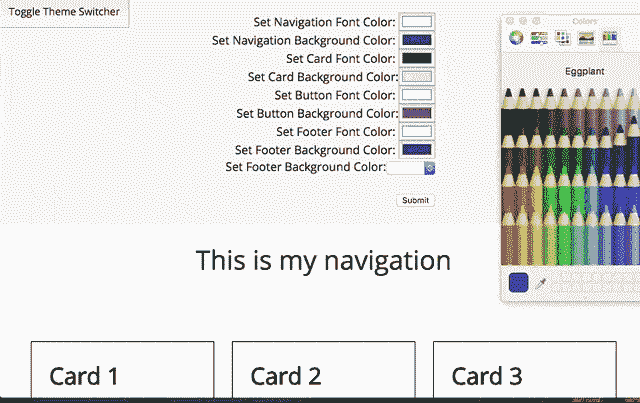 Toggle Theme Switcher
Set Navigation Font Color:
Set Navigation Background Color:
Set Card Font Color:
Set Card Background Color:
Set Button Font Color:
Set Button Background Color:
Set Footer Font Color:
Set Footer Background Color:
Set Footer Background Color:
Submit
Colors
Eggplant
This is my navigation
Card 1
Card 2
Card 3